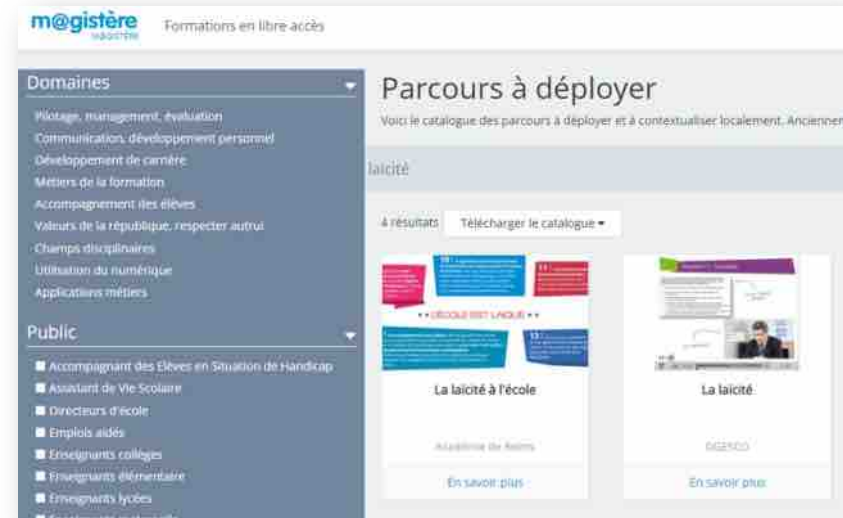 m@gistère
Formations en libre accès
Domaines
Pilotage, management, évaluation
Communication, développement personnel
Développement de carrière
Métiers de la formation
Accompagnement des élèves
Valeurs de la république, respecter autrui
Champs disciplinaires
Utilisation du numérique
Applications métiers
Public
Accompagnant des Elèves en Situation de Handicap
Assistant de Vie Scolaire
Directeurs d'école
Emplois aidés
Enseignants collèges
Enseignants élémentaire
Enseignants lycées
Parcours à déployer
Voici le catalogue des parcours à déployer et à contextualiser localement. Anciennem
laïcité
4 résultats
Télécharger le catalogue
L'ÉCOLE EST LAÏQUE
La laïcité à l'école
Académie de Reims
En savoir plus
La laïcité
DGESCO
En savoir plus